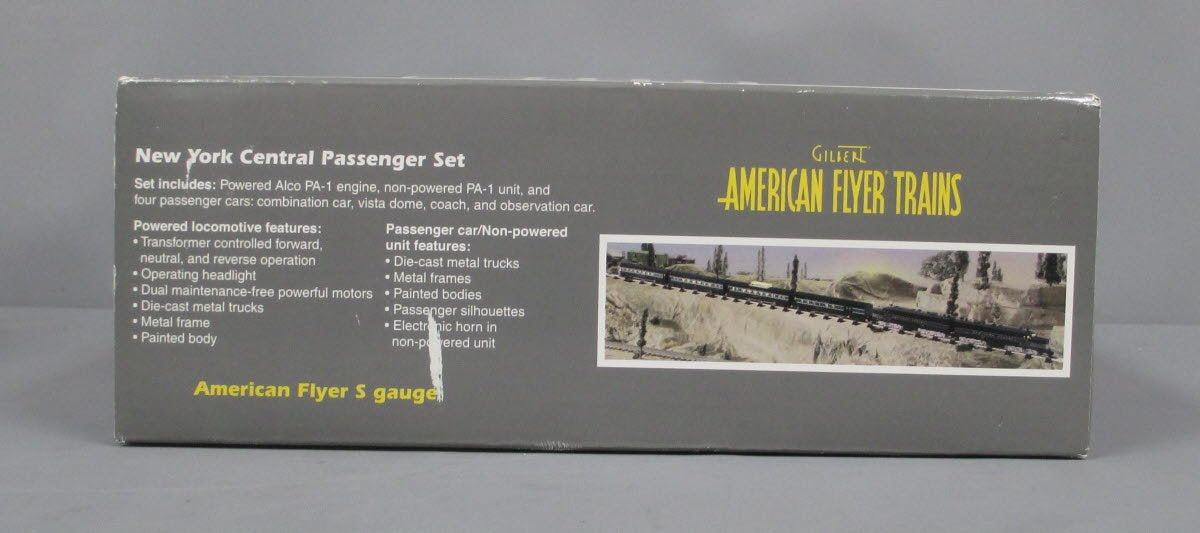 New York Central Passenger Set
Set includes: Powered Alco PA-1 engine, non-powered PA-1 unit, and
four passenger cars: combination car, vista dome, coach, and observation car.
Powered locomotive features:
• Transformer controlled forward,
neutral, and reverse operation
• Operating headlight
• Dual maintenance-free powerful motors
• Die-cast metal trucks
• Metal frame
• Painted body
Passenger car/Non-powered
unit features:
• Die-cast metal trucks
• Metal frames
• Painted bodies
• Passenger silhouettes
• Electronic horn in
non-powered unit
American Flyer S gauge
GILBERT
AMERICAN FLYER TRAINS